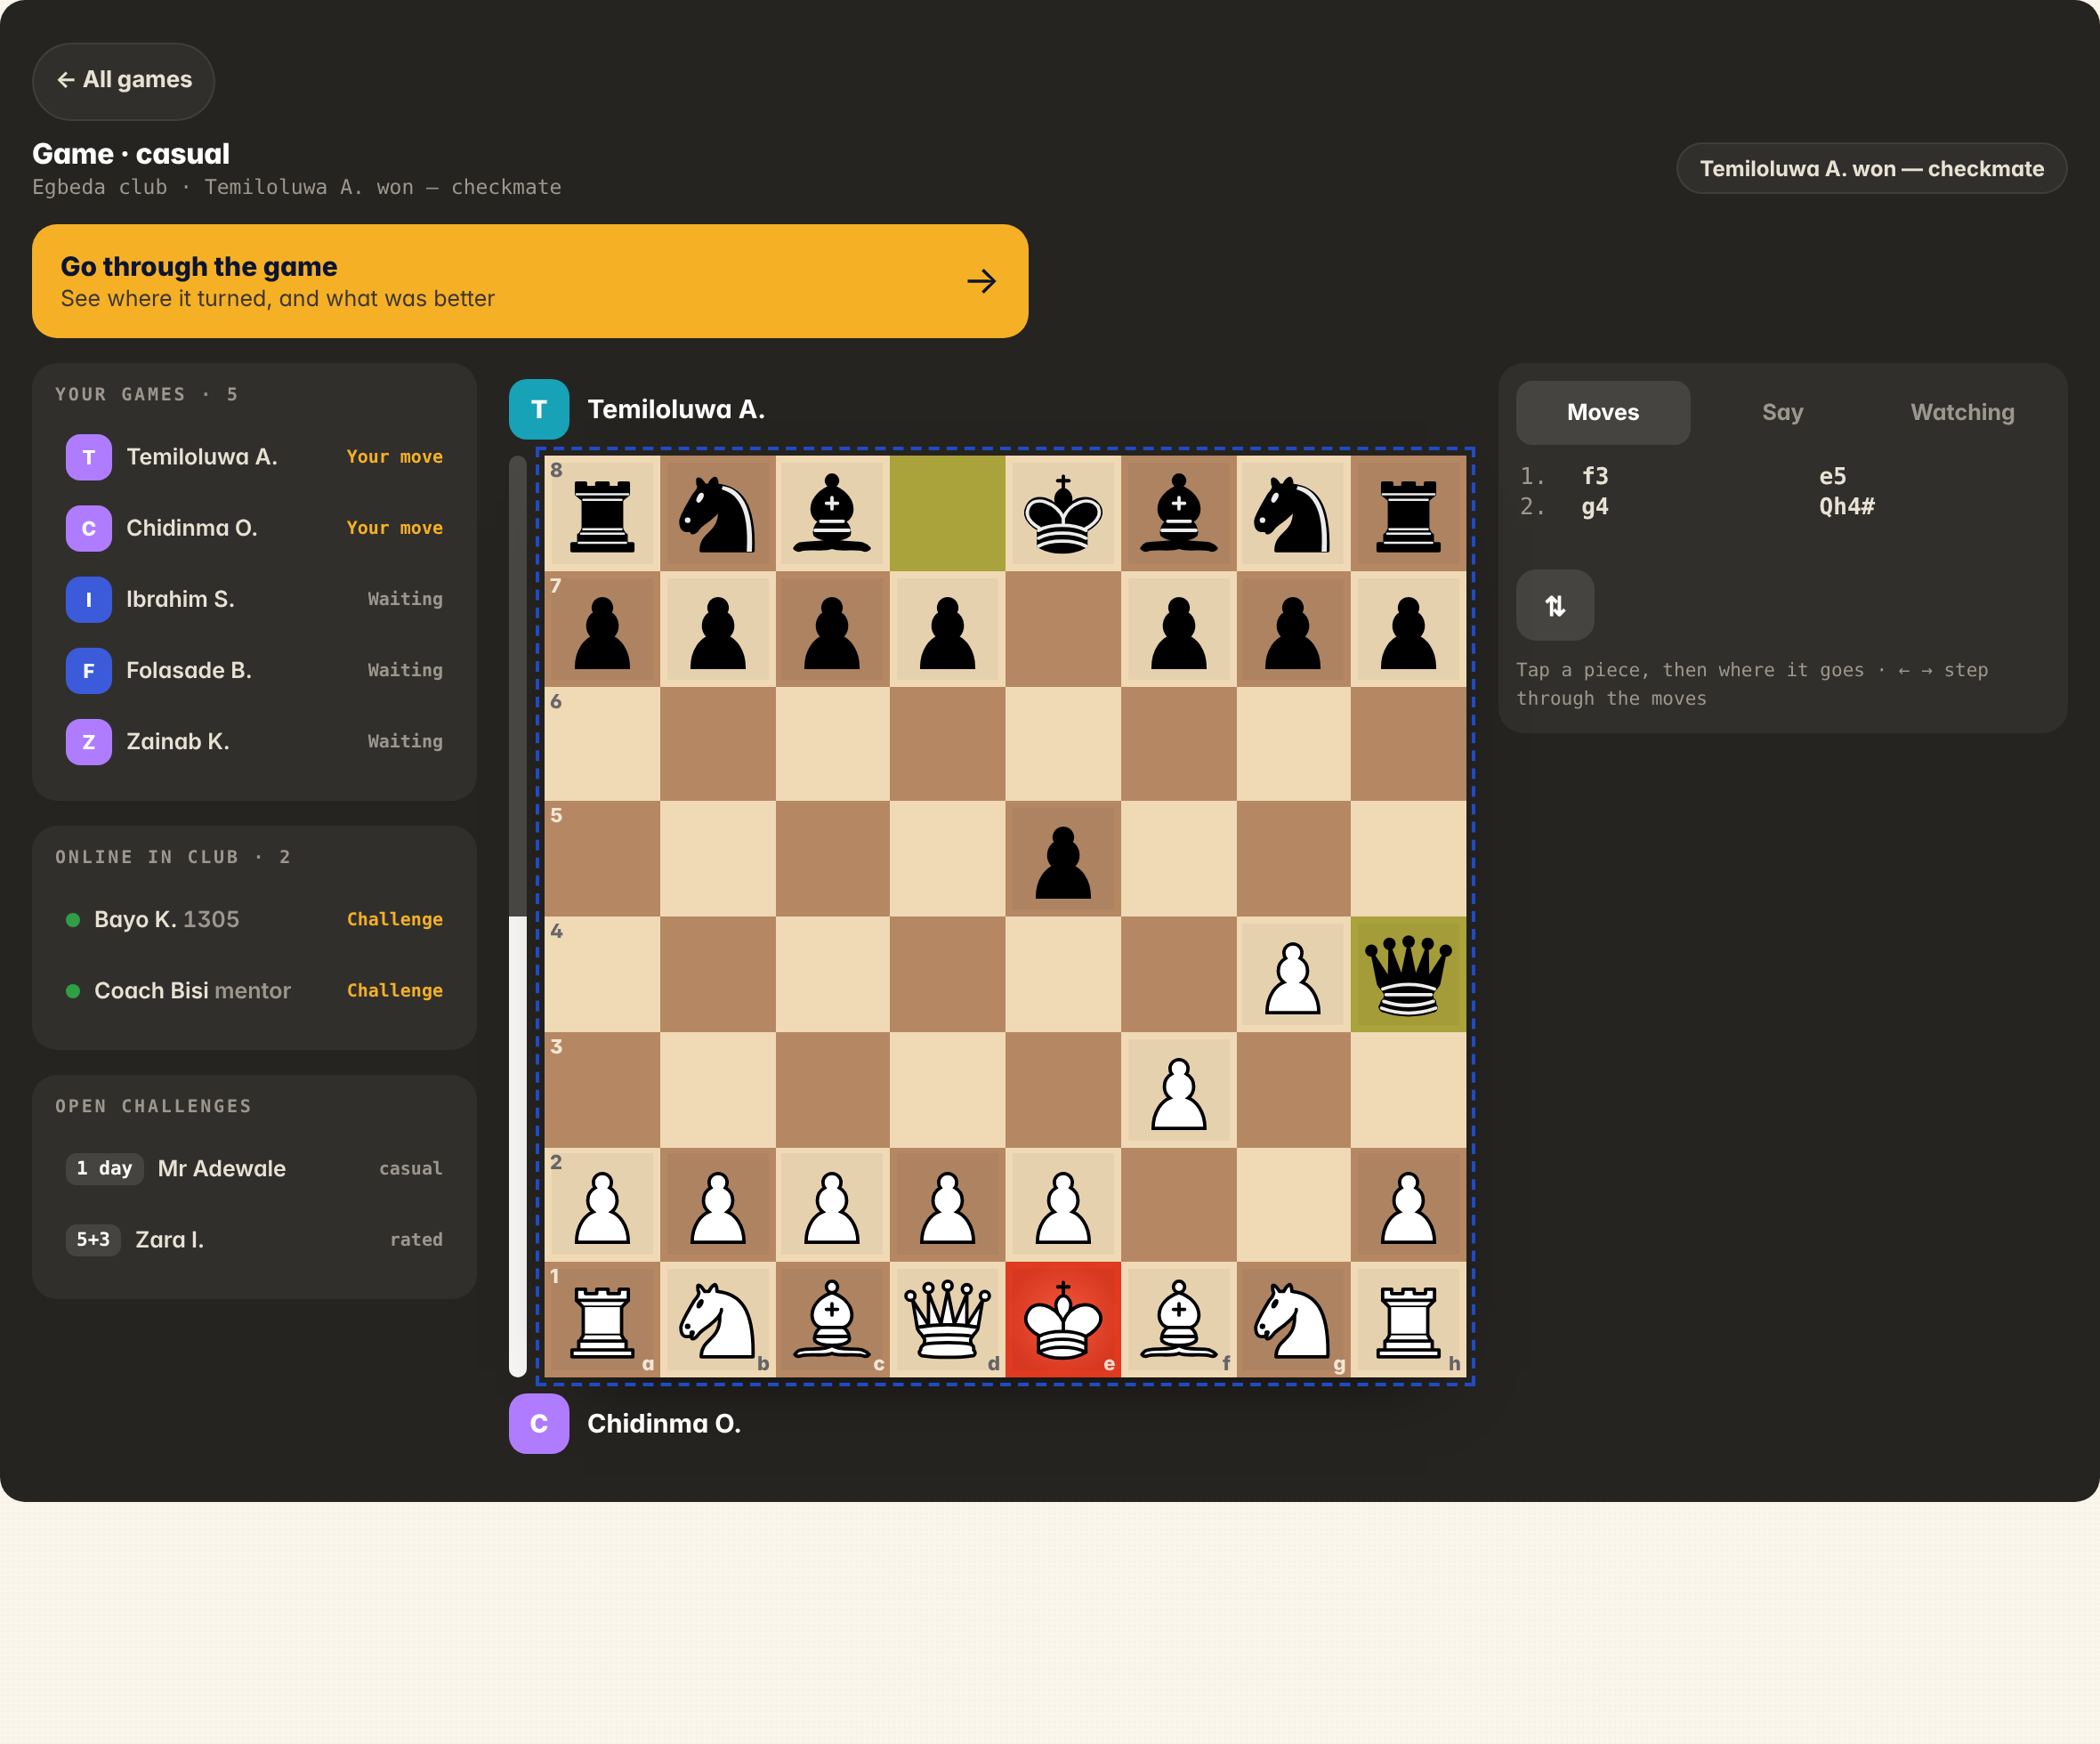 ← All games
Game · casual
Egbeda club · Temiloluwa A. won — checkmate
Temiloluwa A. won — checkmate
Go through the game
See where it turned, and what was better
→
YOUR GAMES · 5
T Temiloluwa A. Your move
C Chidinma O. Your move
I Ibrahim S. Waiting
F Folasade B. Waiting
Z Zainab K. Waiting
ONLINE IN CLUB · 2
Bayo K. 1305 Challenge
Coach Bisi mentor Challenge
OPEN CHALLENGES
1 day Mr Adewale casual
5+3 Zara I. rated
T Temiloluwa A.
8
7
6
5
4
3
2
1
a b c d e f g h
C Chidinma O.
Moves Say Watching
1. f3 e5
2. g4 Qh4#
⇅
Tap a piece, then where it goes · ← → step
through the moves